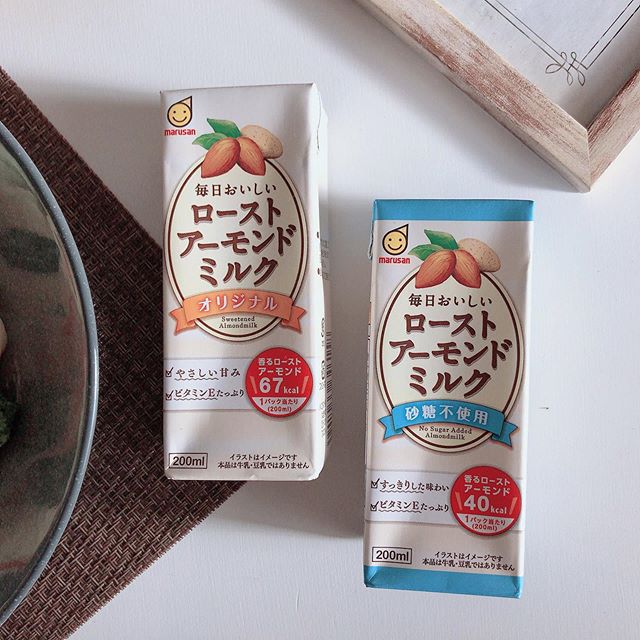 marusan
毎日おいしい
ロースト
アーモンド
ミルク
オリジナル
Sweetened
Almondmilk
やさしい甘み
ビタミンEたっぷり
香るロースト
アーモンド
67kcal
1パック当たり
(200ml)
200ml
イラストはイメージです
本品は牛乳・豆乳ではありません
marusan
毎日おいしい
ロースト
アーモンド
ミルク
砂糖不使用
No Sugar Added
Almondmilk
すっきりした味わい
ビタミンEたっぷり
香るロースト
アーモンド
40kcal
1パック当たり
(200ml)
200ml
イラストはイメージです
本品は牛乳・豆乳ではありません